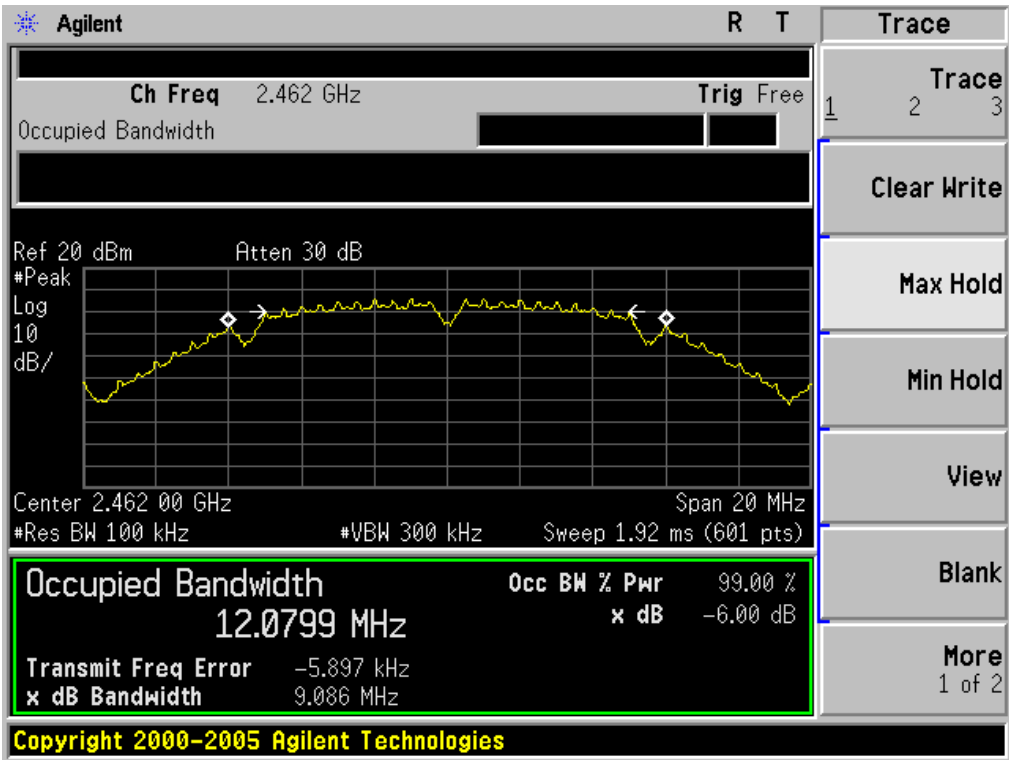 Agilent R T Trace
Ch Freq 2.462 GHz Trig Free
Occupied Bandwidth
Trace
1 2 3
Clear Write
Max Hold
Min Hold
View
Blank
More
1 of 2
Ref 20 dBm Atten 30 dB
#Peak
Log
10
dB/
Center 2.462 00 GHz Span 20 MHz
#Res BW 100 kHz #VBW 300 kHz Sweep 1.92 ms (601 pts)
Occupied Bandwidth Occ BW % Pwr 99.00 %
12.0799 MHz x dB -6.00 dB
Transmit Freq Error -5.897 kHz
x dB Bandwidth 9.086 MHz
Copyright 2000-2005 Agilent Technologies